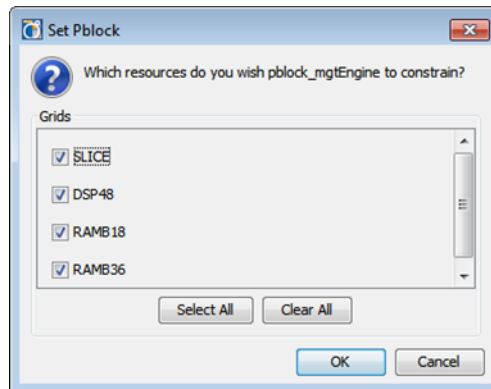 Set Pblock
Which resources do you wish pblock_mgtEngine to constrain?
Grids
SLICE
DSP48
RAMB18
RAMB36
Select All Clear All
OK Cancel